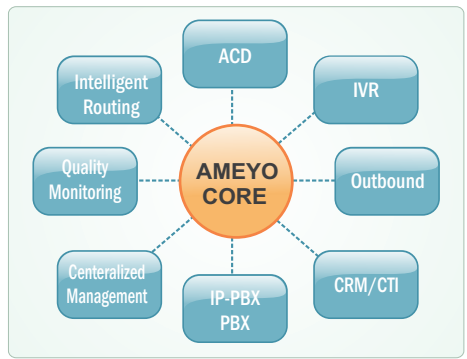 ACD
Intelligent
Routing
IVR
Quality
Monitoring
AMEYO
CORE
Outbound
Centeralized
Management
IP-PBX
PBX
CRM/CTI